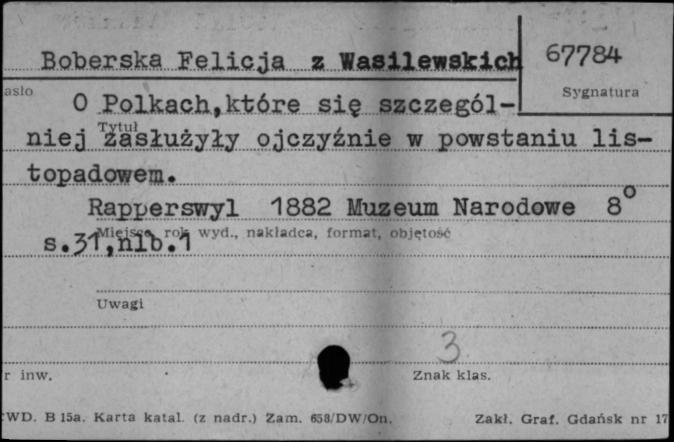 Boberska Felicja z Wasilewskich
67784
Sygnatura
asło
O Polkach, które się szczegól-
Tytuł
niej zasłużyły ojczyźnie w powstaniu lis-
topadowem.
Rapperswyl 1882 Muzeum Narodowe 8°
Miejsce, rok wyd., nakładca, format, objętość
s.31,nlb.1
Uwagi
3
r inw.
Znak klas.
WD. B 15a. Karta katal. (z nadr.) Zam. 658/DW/On.
Zakł. Graf. Gdańsk nr 17